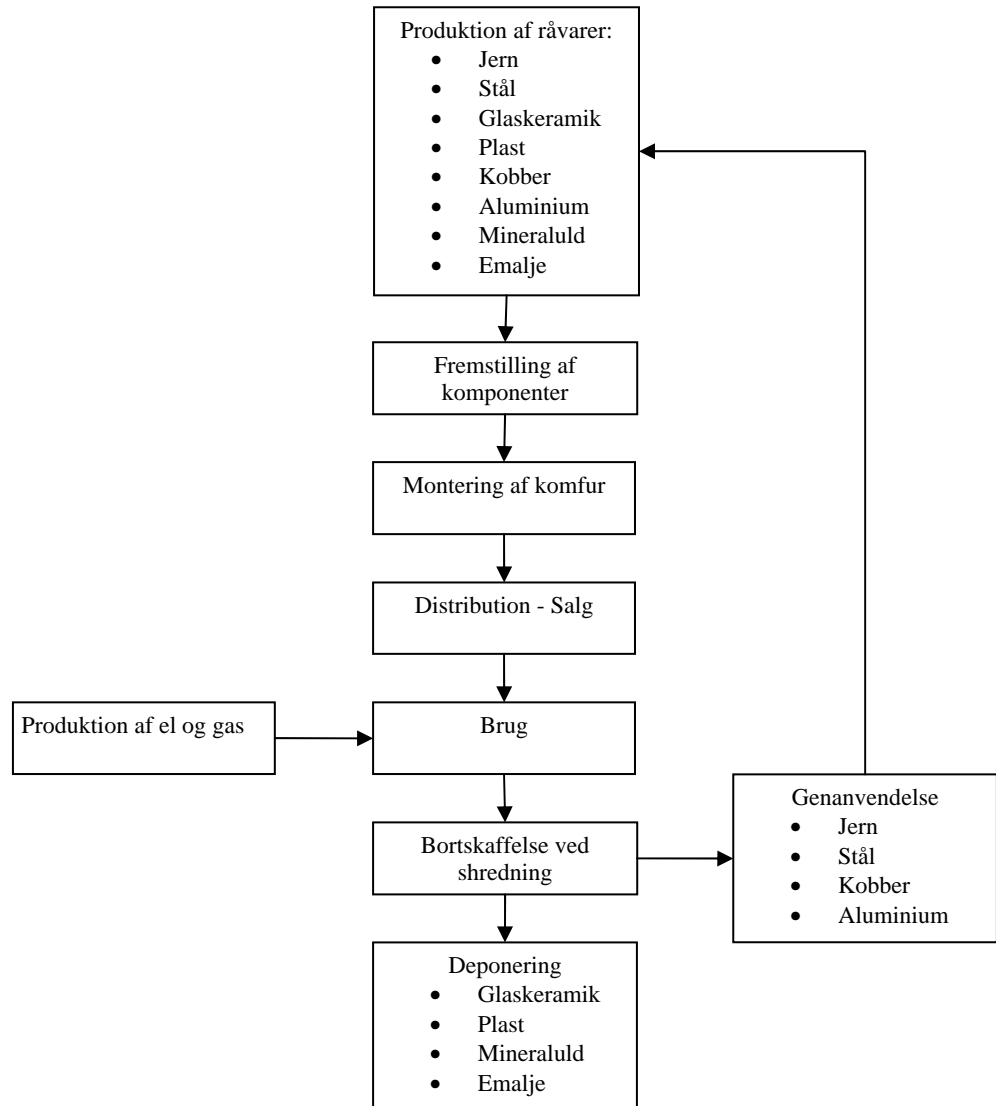 Produktion af råvarer:
• Jern
• Stål
• Glaskeramik
• Plast
• Kobber
• Aluminium
• Mineraluld
• Emalje
Fremstilling af
komponenter
Montering af komfur
Distribution - Salg
Produktion af el og gas
Brug
Bortskaffelse ved
shredning
Genanvendelse
• Jern
• Stål
• Kobber
• Aluminium
Deponering
• Glaskeramik
• Plast
• Mineraluld
• Emalje